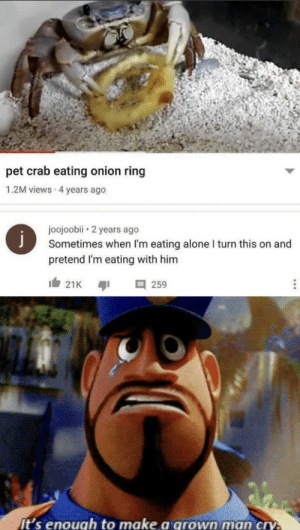 pet crab eating onion ring
1.2M views · 4 years ago
j
joojoobii • 2 years ago
Sometimes when I'm eating alone I turn this on and
pretend I'm eating with him
21K
259
It's enough to make a grown man cry.